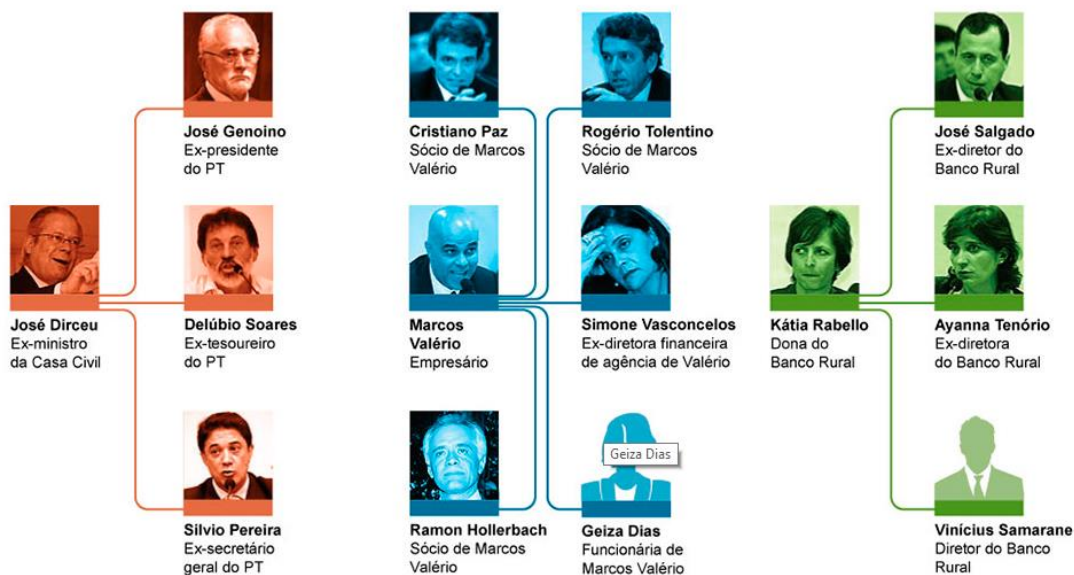 José Genoino
Ex-presidente
do PT
Cristiano Paz
Sócio de Marcos
Valério
Rogério Tolentino
Sócio de Marcos
Valério
José Salgado
Ex-diretor do
Banco Rural
José Dirceu
Ex-ministro
da Casa Civil
Delúbio Soares
Ex-tesoureiro
do PT
Marcos
Valério
Empresário
Simone Vasconcelos
Ex-diretora financeira
de agência de Valério
Kátia Rabello
Dona do
Banco Rural
Ayanna Tenório
Ex-diretora
do Banco Rural
Geiza Dias
Silvio Pereira
Ex-secretário
geral do PT
Ramon Hollerbach
Sócio de Marcos
Valério
Geiza Dias
Funcionária de
Marcos Valério
Vinícius Samarane
Diretor do Banco
Rural